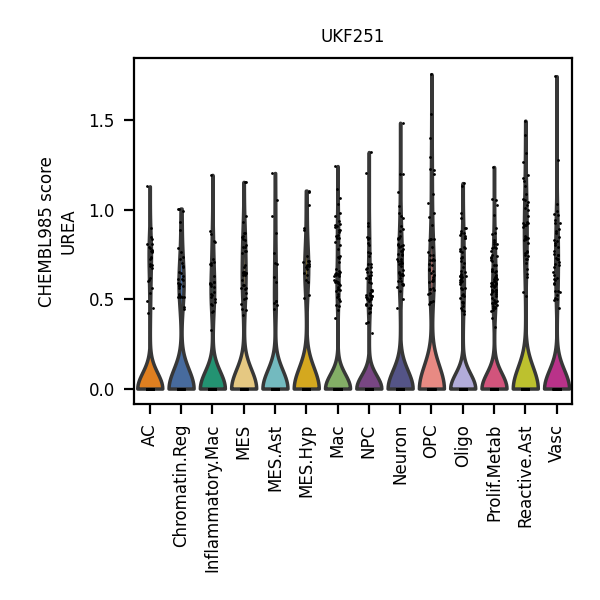 UKF251
CHEMBL985 score
UREA
1.5
1.0
0.5
0.0
AC
Chromatin.Reg
Inflammatory.Mac
MES
MES.Ast
MES.Hyp
Mac
NPC
Neuron
OPC
Oligo
Prolif.Metab
Reactive.Ast
Vasc